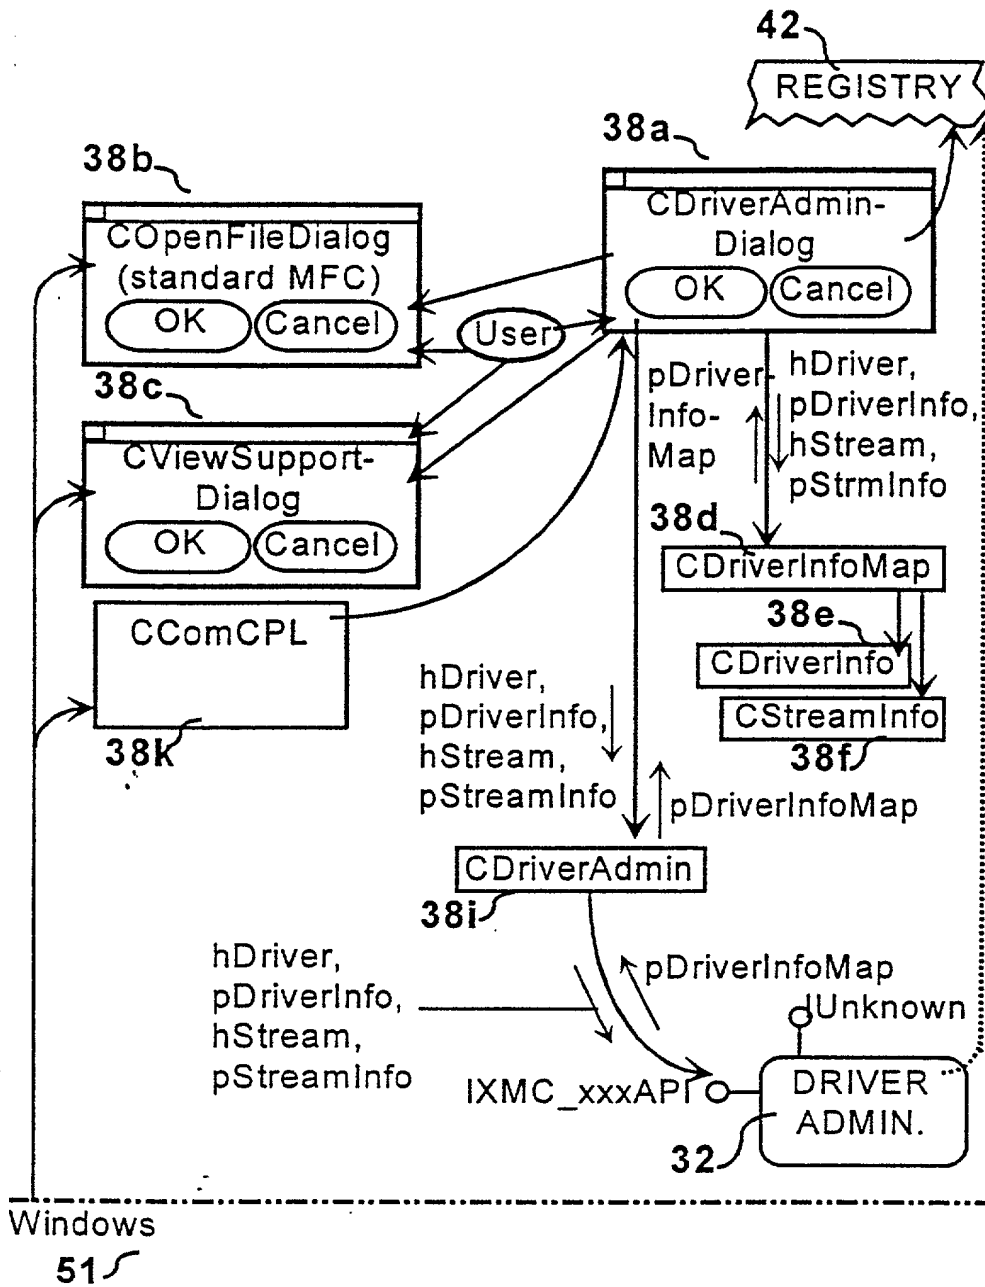 42
REGISTRY
38a
38b
CDriverAdmin-
Dialog
OK Cancel
COpenFileDialog
(standard MFC)
OK Cancel
User
38c
CViewSupport-
Dialog
OK Cancel
pDriver-
Info-
Map
hDriver,
pDriverInfo,
hStream,
pStrmInfo
38d
CDriverInfoMap
38e
CDriverInfo
CStreamInfo
38f
CComCPL
38k
hDriver,
pDriverInfo,
hStream,
pStreamInfo
pDriverInfoMap
CDriverAdmin
38i
hDriver,
pDriverInfo,
hStream,
pStreamInfo
pDriverInfoMap
IUnknown
IXMC_xxxAPI
DRIVER
ADMIN.
32
Windows
51